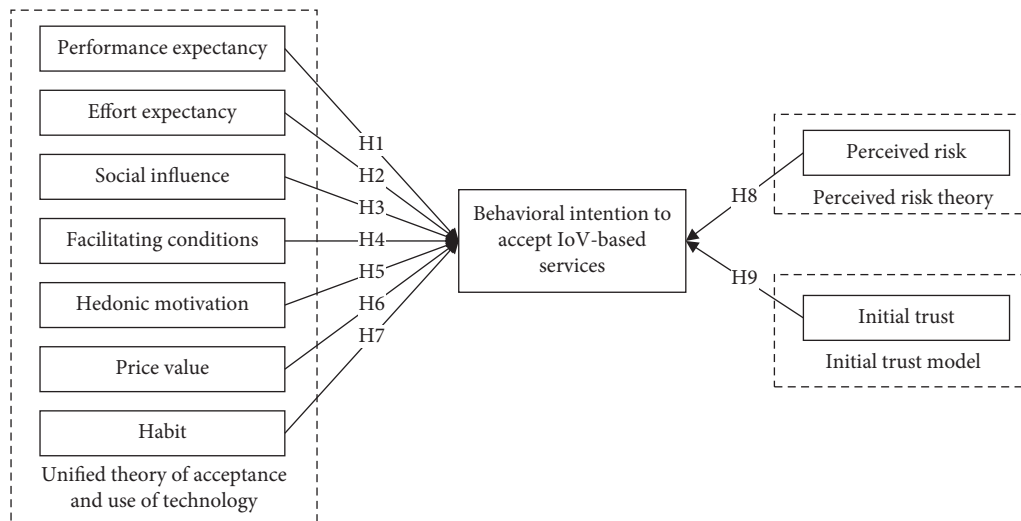 Performance expectancy
Effort expectancy
Social influence
Facilitating conditions
Hedonic motivation
Price value
Habit
Unified theory of acceptance
and use of technology
H1
H2
H3
H4
H5
H6
H7
Behavioral intention to
accept IoV-based
services
H8
H9
Perceived risk
Perceived risk theory
Initial trust
Initial trust model